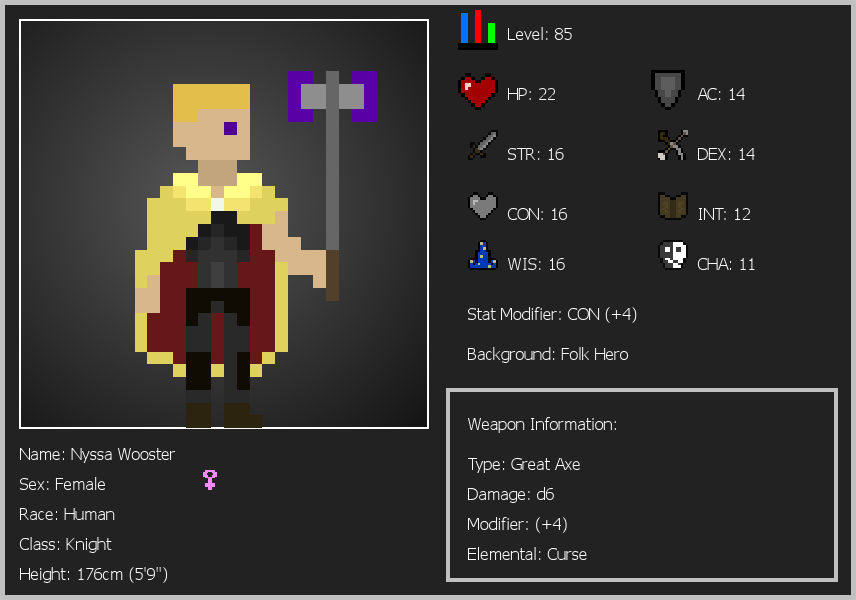 Level: 85
HP: 22
AC: 14
STR: 16
DEX: 14
CON: 16
INT: 12
WIS: 16
CHA: 11
Stat Modifier: CON (+4)
Background: Folk Hero
Weapon Information:
Type: Great Axe
Damage: d6
Modifier: (+4)
Elemental: Curse
Name: Nyssa Wooster
Sex: Female
Race: Human
Class: Knight
Height: 176cm (5'9")